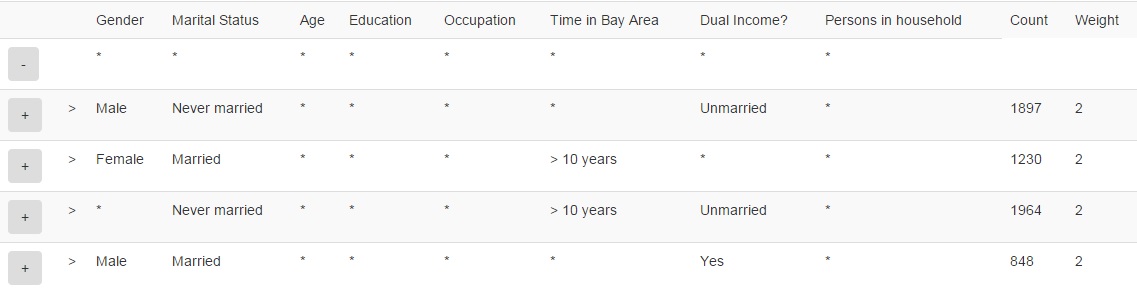 Gender Marital Status Age Education Occupation Time in Bay Area Dual Income? Persons in household Count Weight
- * * * * * * * *
+ > Male Never married * * * * Unmarried * 1897 2
+ > Female Married * * * > 10 years * * 1230 2
+ > * Never married * * * > 10 years Unmarried * 1964 2
+ > Male Married * * * * Yes * 848 2